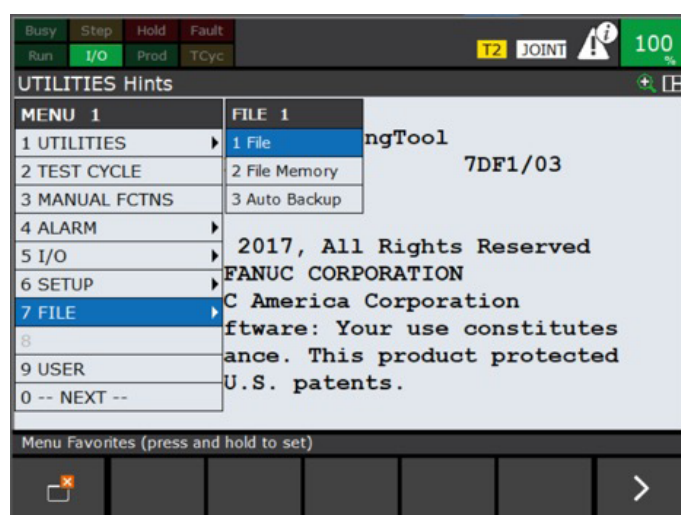 Busy Step Hold Fault
Run I/O Prod TCyc
T2 JOINT
100
%
UTILITIES Hints
MENU 1
1 UTILITIES
2 TEST CYCLE
3 MANUAL FCTNS
4 ALARM
5 I/O
6 SETUP
7 FILE
8
9 USER
0 -- NEXT --
FILE 1
1 File
2 File Memory
3 Auto Backup
ngTool
7DF1/03
2017, All Rights Reserved
FANUC CORPORATION
C America Corporation
ftware: Your use constitutes
ance. This product protected
U.S. patents.
Menu Favorites (press and hold to set)